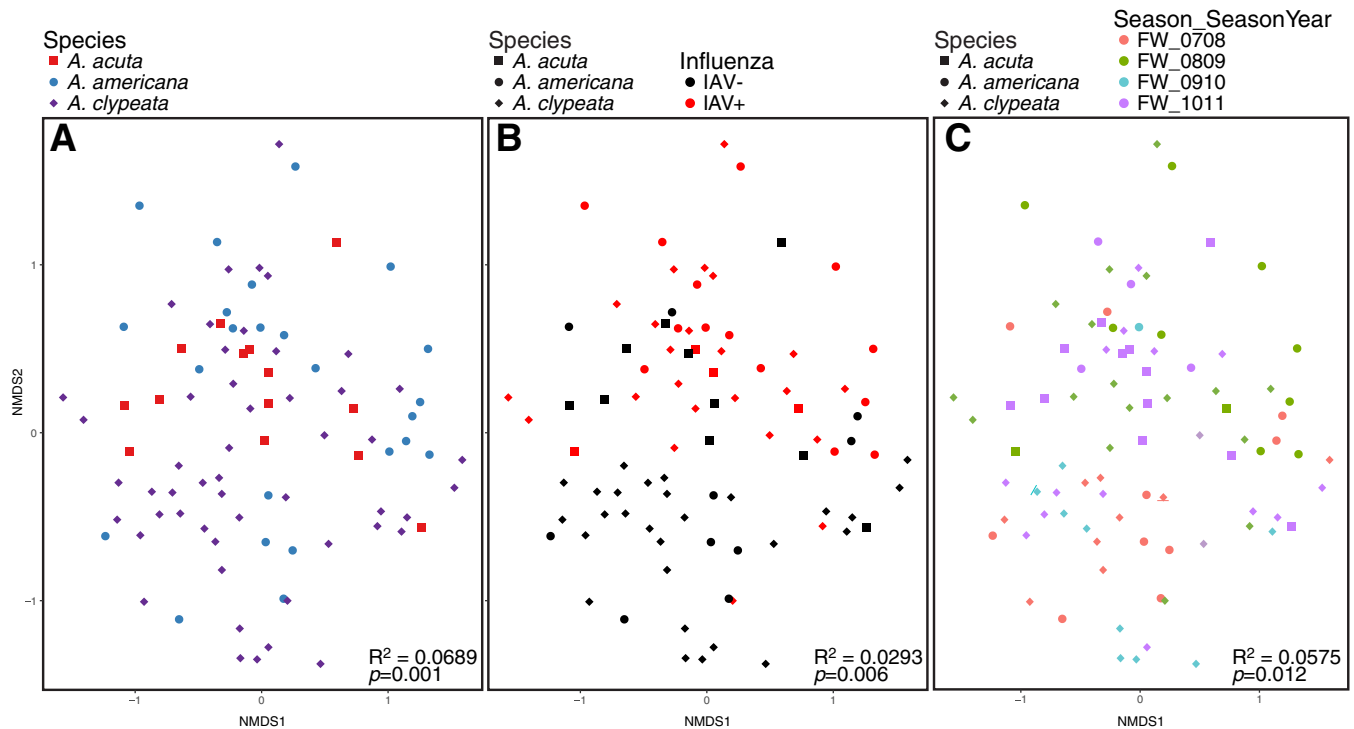 Species
A. acuta
A. americana
A. clypeata
Species
A. acuta
A. americana
A. clypeata
Influenza
IAV-
IAV+
Species
A. acuta
A. americana
A. clypeata
Season_SeasonYear
FW_0708
FW_0809
FW_0910
FW_1011
A
B
C
NMDS2
1
0
−1
R² = 0.0689
p=0.001
R² = 0.0293
p=0.006
R² = 0.0575
p=0.012
−1 0 1
−1 0 1
−1 0 1
NMDS1
NMDS1
NMDS1